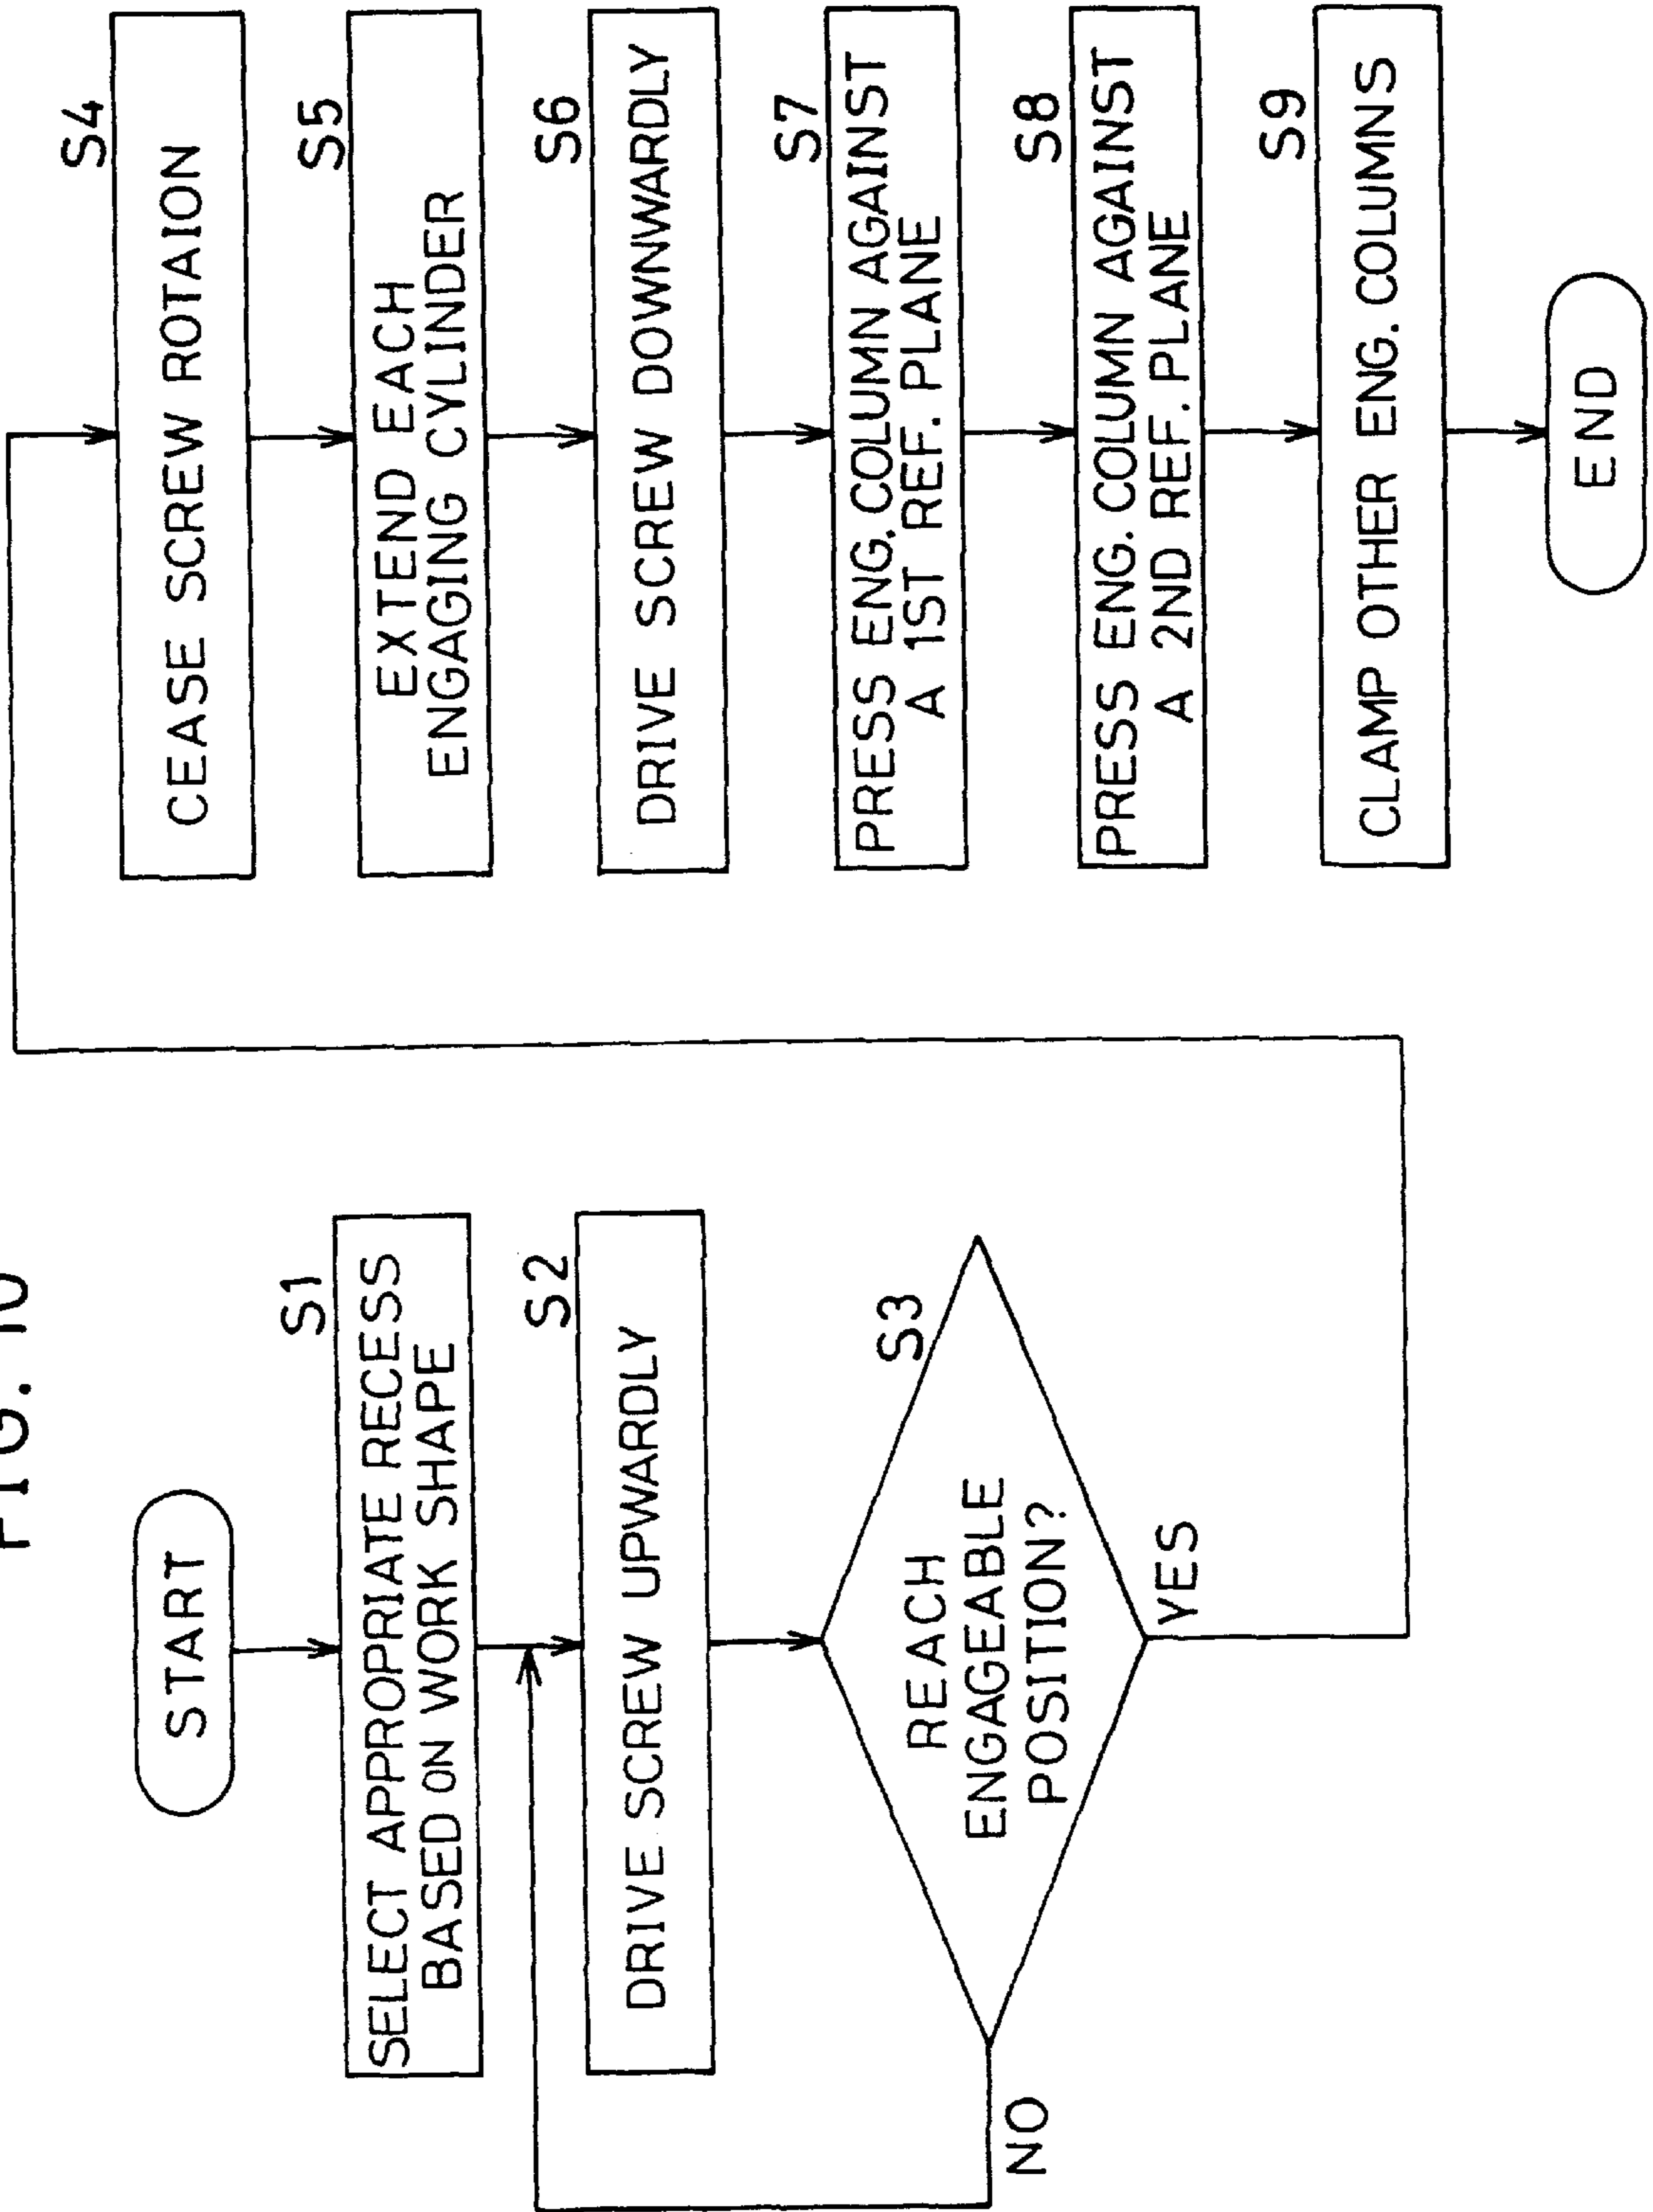 FIG. 10
START
S1
SELECT APPROPRIATE RECESS
BASED ON WORK SHAPE
S2
DRIVE SCREW UPWARDLY
S3
REACH
ENGAGEABLE
POSITION?
NO
YES
S4
CEASE SCREW ROTAION
S5
EXTEND EACH
ENGAGING CYLINDER
S6
DRIVE SCREW DOWNWARDLY
S7
PRESS ENG. COLUMN AGAINST
A 1ST REF. PLANE
S8
PRESS ENG. COLUMN AGAINST
A 2ND REF. PLANE
S9
CLAMP OTHER ENG. COLUMNS
END